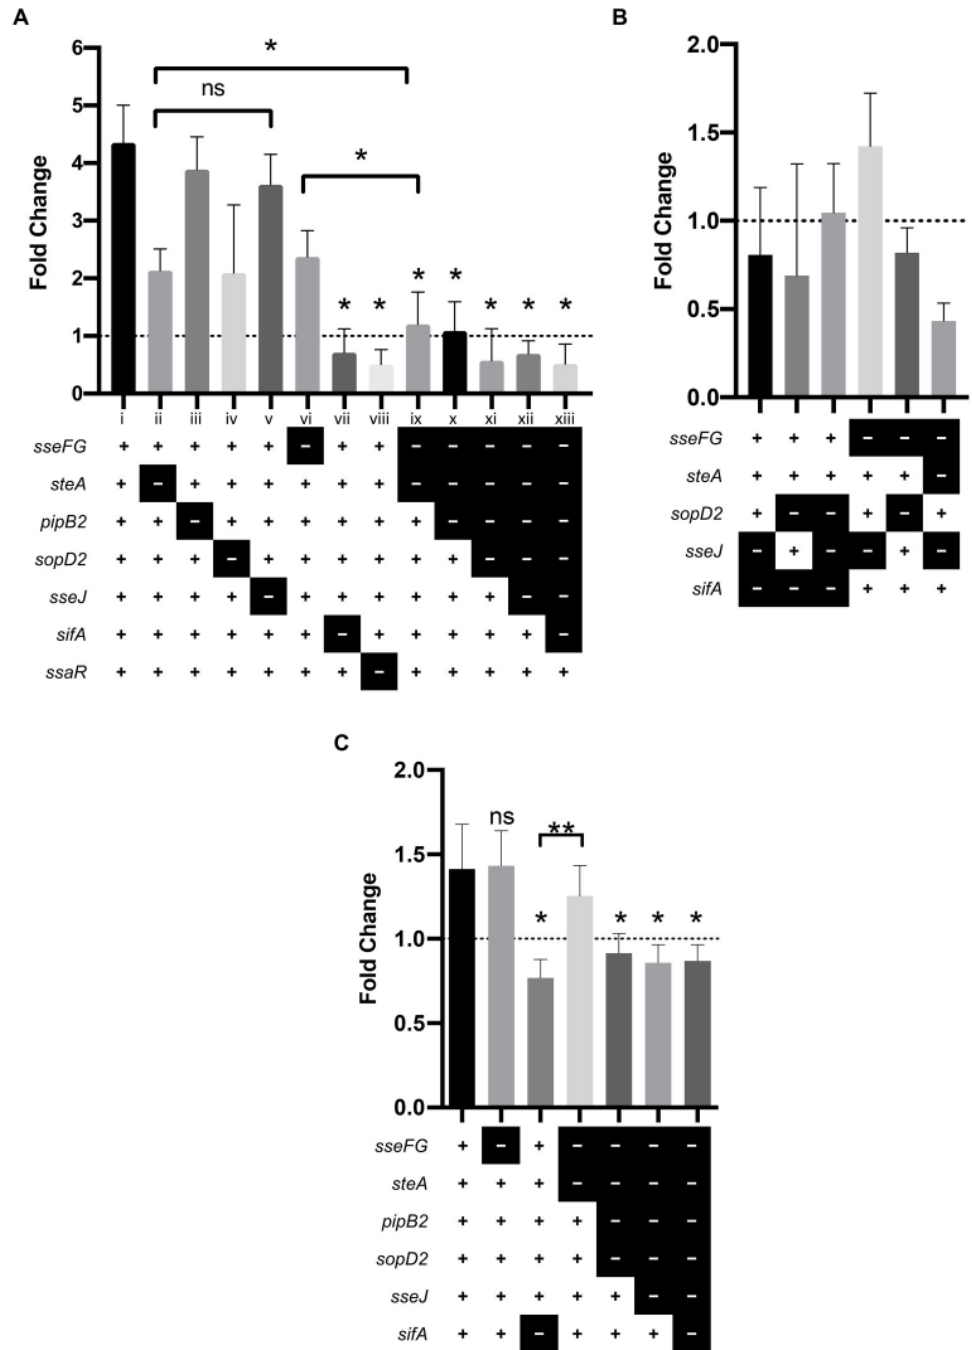 A
Fold Change
6
5
4
3
2
1
0
*
ns
*
* * * * * * *
i ii iii iv v vi vii viii ix x xi xii xiii
sseFG + + + + + − + + − − − − −
steA + − + + + + + + − − − − −
pipB2 + + − + + + + + + − − − −
sopD2 + + + − + + + + + + − − −
sseJ + + + + − + + + + + + − −
sifA + + + + + + − + + + + + −
ssaR + + + + + + + − + + + + +
B
Fold Change
2.0
1.5
1.0
0.5
0.0
sseFG + + + − − −
steA + + + + + −
sopD2 + − − + − +
sseJ − + − − + −
sifA − − − + + +
C
Fold Change
2.0
1.5
1.0
0.5
0.0
ns
**
* * * *
sseFG + − + − − − −
steA + + + − − − −
pipB2 + + + + − − −
sopD2 + + + + − − −
sseJ + + + + + − −
sifA + + − + + + −